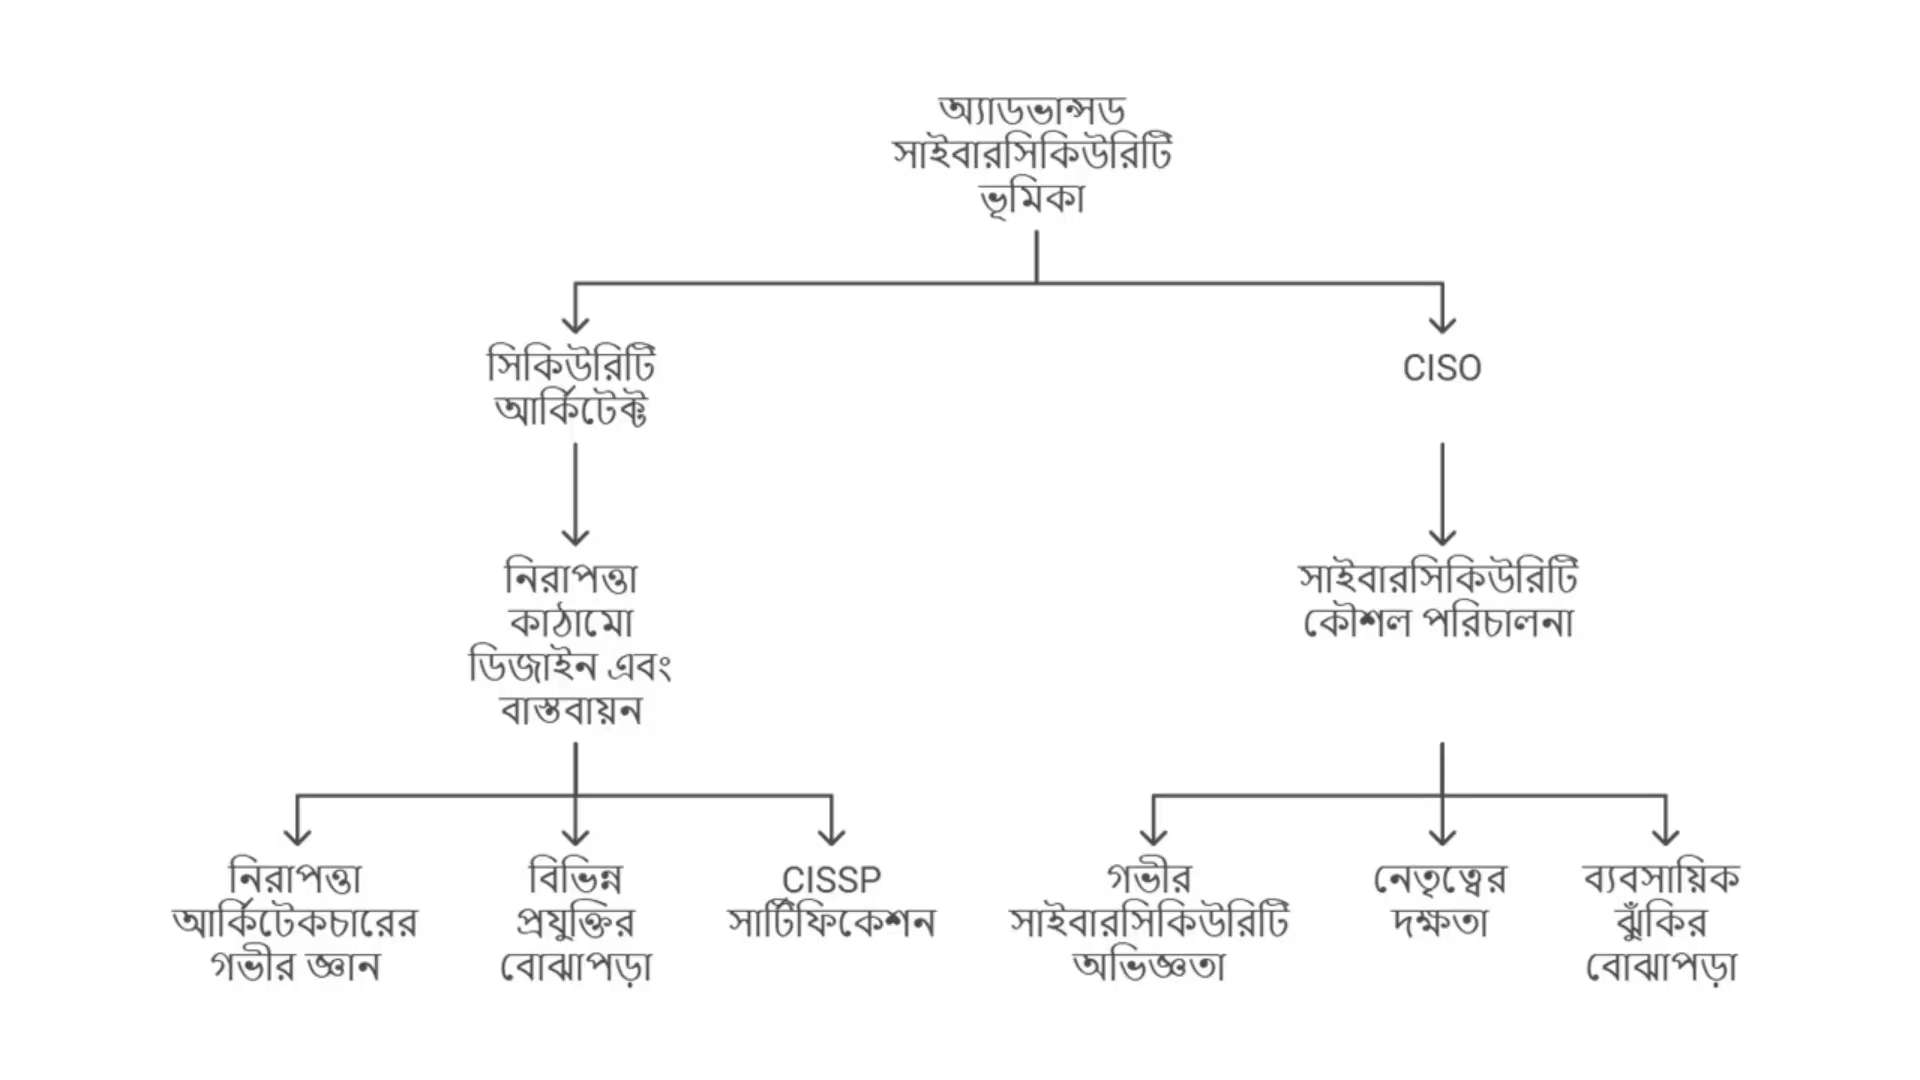 অ্যাডভান্সড
সাইবারসিকিউরিটি
ভূমিকা
সিকিউরিটি
আর্কিটেক্ট
CISO
নিরাপত্তা
কাঠামো
ডিজাইন এবং
বাস্তবায়ন
সাইবারসিকিউরিটি
কৌশল পরিচালনা
নিরাপত্তা
আর্কিটেকচারের
গভীর জ্ঞান
বিভিন্ন
প্রযুক্তির
বোঝাপড়া
CISSP
সার্টিফিকেশন
গভীর
সাইবারসিকিউরিটি
অভিজ্ঞতা
নেতৃত্বের
দক্ষতা
ব্যবসায়িক
ঝুঁকির
বোঝাপড়া